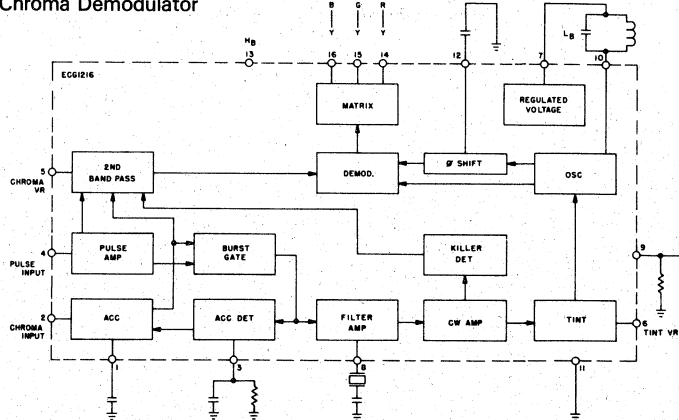 Chroma Demodulator
B G R
Y Y Y
HB
13
16 15 14
12
7
LB
10
ECG1216
MATRIX
REGULATED
VOLTAGE
5
CHROMA
VR
2ND
BAND PASS
DEMOD.
Ø SHIFT
OSC
4
PULSE
INPUT
PULSE
AMP
BURST
GATE
KILLER
DET
9
2
CHROMA
INPUT
ACC
ACC DET
FILTER
AMP
CW AMP
TINT
6
TINT VR
1
3
8
11